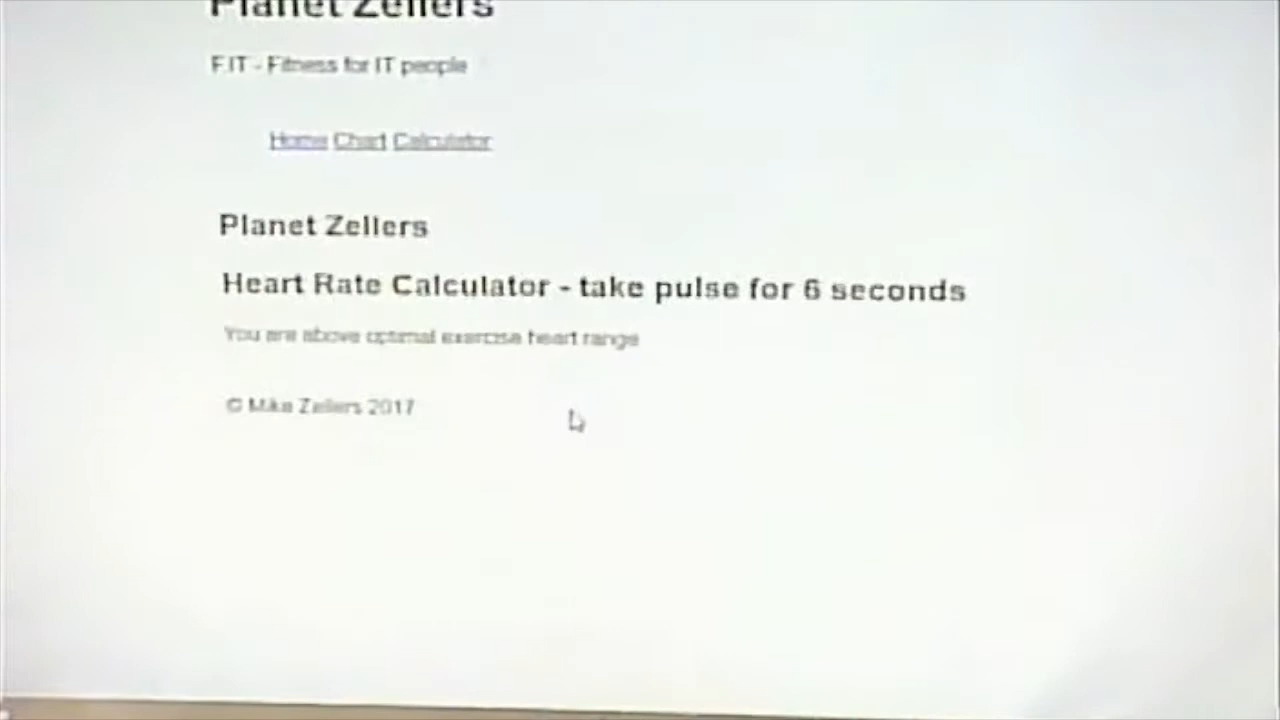 Planet Zellers
F.IT - Fitness for IT people
Home Chart Calculator
Planet Zellers
Heart Rate Calculator - take pulse for 6 seconds
You are above optimal exercise heart range
© Mike Zellers 2017